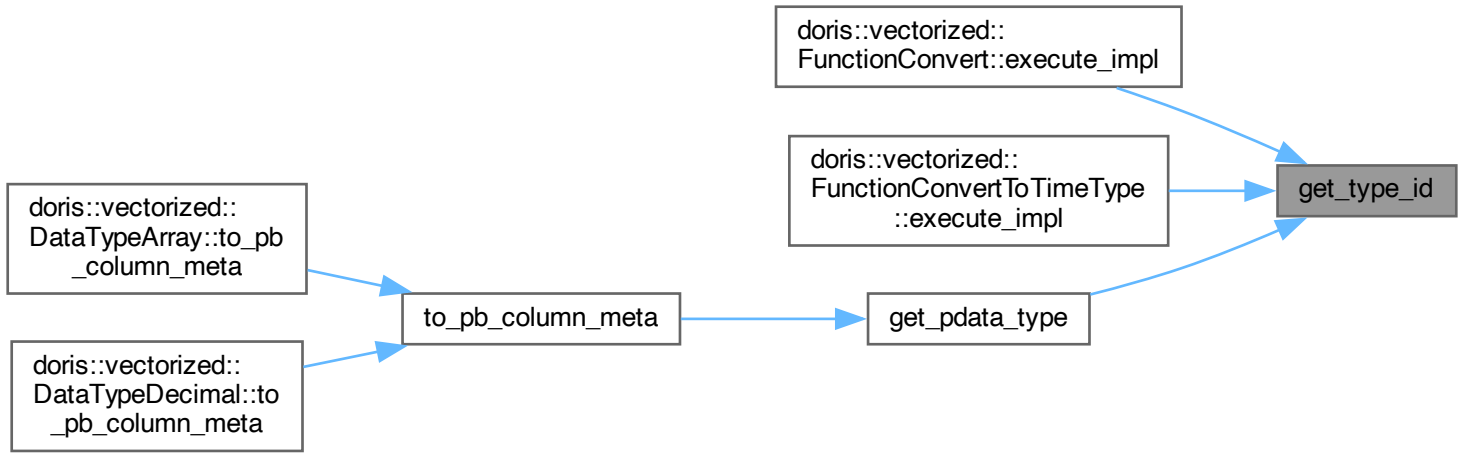 doris::vectorized::
FunctionConvert::execute_impl
doris::vectorized::
FunctionConvertToTimeType
::execute_impl
get_type_id
doris::vectorized::
DataTypeArray::to_pb
_column_meta
to_pb_column_meta
get_pdata_type
doris::vectorized::
DataTypeDecimal::to
_pb_column_meta